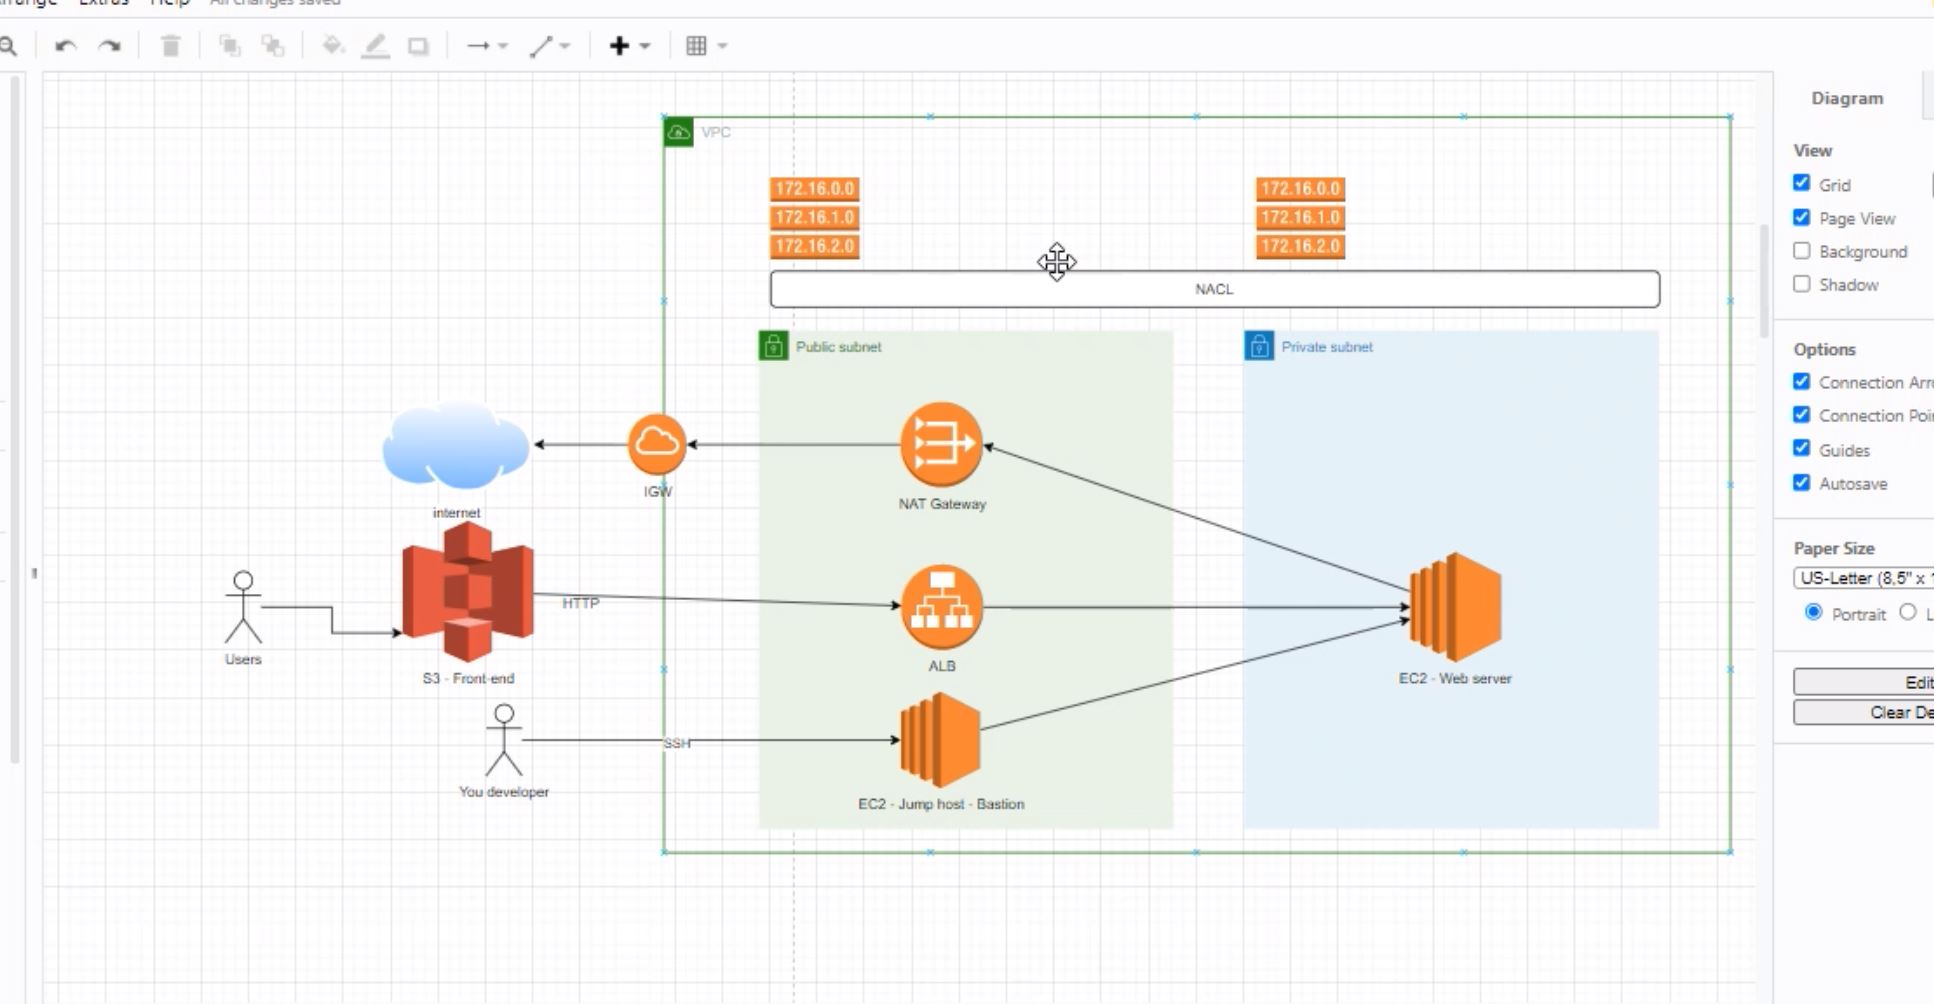 Extras
Help
All changes saved
VPC
172.16.0.0
172.16.1.0
172.16.2.0
172.16.0.0
172.16.1.0
172.16.2.0
NACL
Public subnet
Private subnet
internet
IGW
NAT Gateway
Users
S3 - Front-end
HTTP
ALB
EC2 - Web server
You developer
SSH
EC2 - Jump host - Bastion
Diagram
View
Grid
Page View
Background
Shadow
Options
Connection Arr
Connection Poi
Guides
Autosave
Paper Size
US-Letter (8,5" x 1
Portrait
L
Edit
Clear De